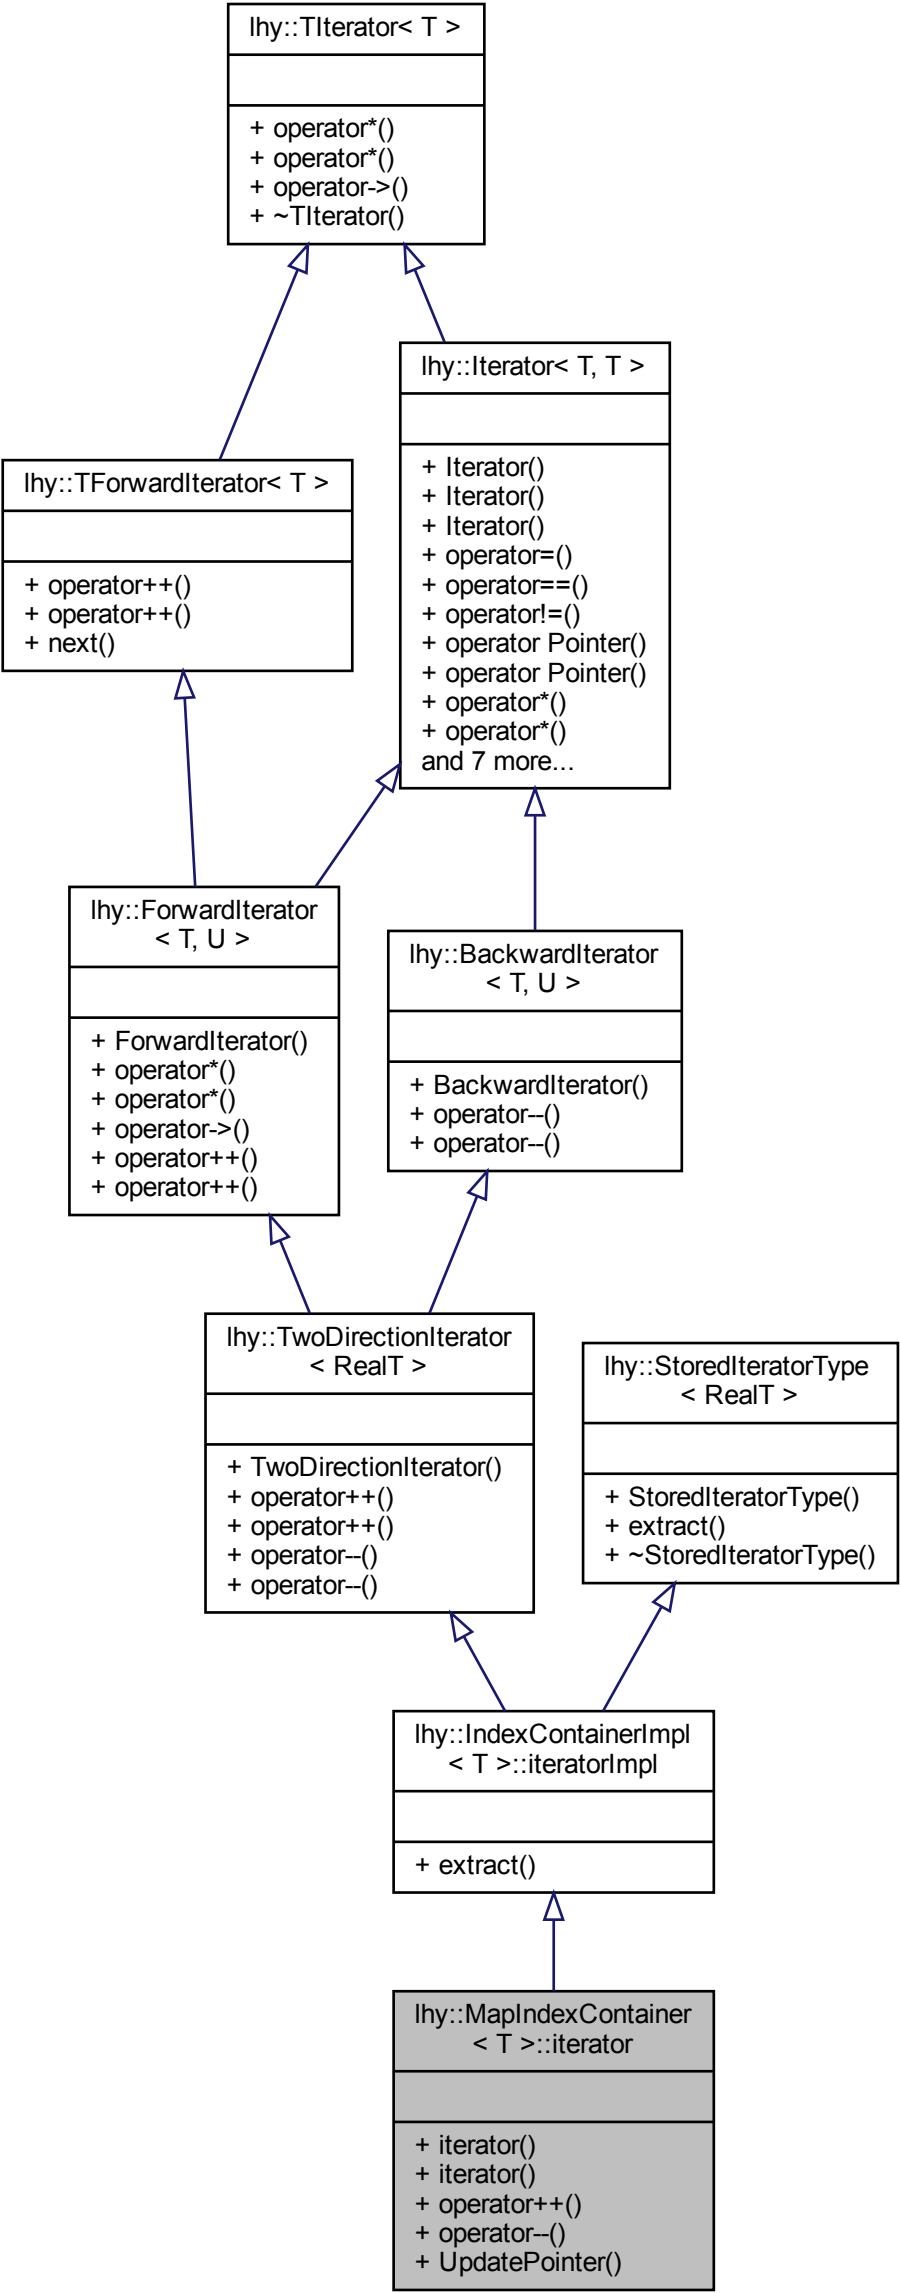 lhy::TIterator< T >
+ operator*()
+ operator*()
+ operator->()
+ ~TIterator()
lhy::Iterator< T, T >
+ Iterator()
+ Iterator()
+ Iterator()
+ operator=()
+ operator==()
+ operator!=()
+ operator Pointer()
+ operator Pointer()
+ operator*()
+ operator*()
and 7 more...
lhy::TForwardIterator< T >
+ operator++()
+ operator++()
+ next()
lhy::ForwardIterator
< T, U >
+ ForwardIterator()
+ operator*()
+ operator*()
+ operator->()
+ operator++()
+ operator++()
lhy::BackwardIterator
< T, U >
+ BackwardIterator()
+ operator--()
+ operator--()
lhy::TwoDirectionIterator
< RealT >
+ TwoDirectionIterator()
+ operator++()
+ operator++()
+ operator--()
+ operator--()
lhy::StoredIteratorType
< RealT >
+ StoredIteratorType()
+ extract()
+ ~StoredIteratorType()
lhy::IndexContainerImpl
< T >::iteratorImpl
+ extract()
lhy::MapIndexContainer
< T >::iterator
+ iterator()
+ iterator()
+ operator++()
+ operator--()
+ UpdatePointer()